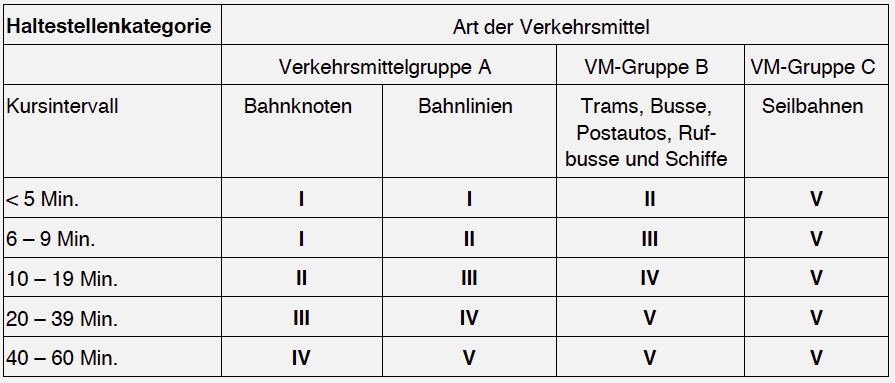 Haltestellenkategorie Art der Verkehrsmittel
Verkehrsmittelgruppe A VM-Gruppe B VM-Gruppe C
Kursintervall Bahnknoten Bahnlinien Trams, Busse, Seilbahnen
Postautos, Ruf-
busse und Schiffe
< 5 Min. I I II V
6 – 9 Min. I II III V
10 – 19 Min. II III IV V
20 – 39 Min. III IV V V
40 – 60 Min. IV V V V